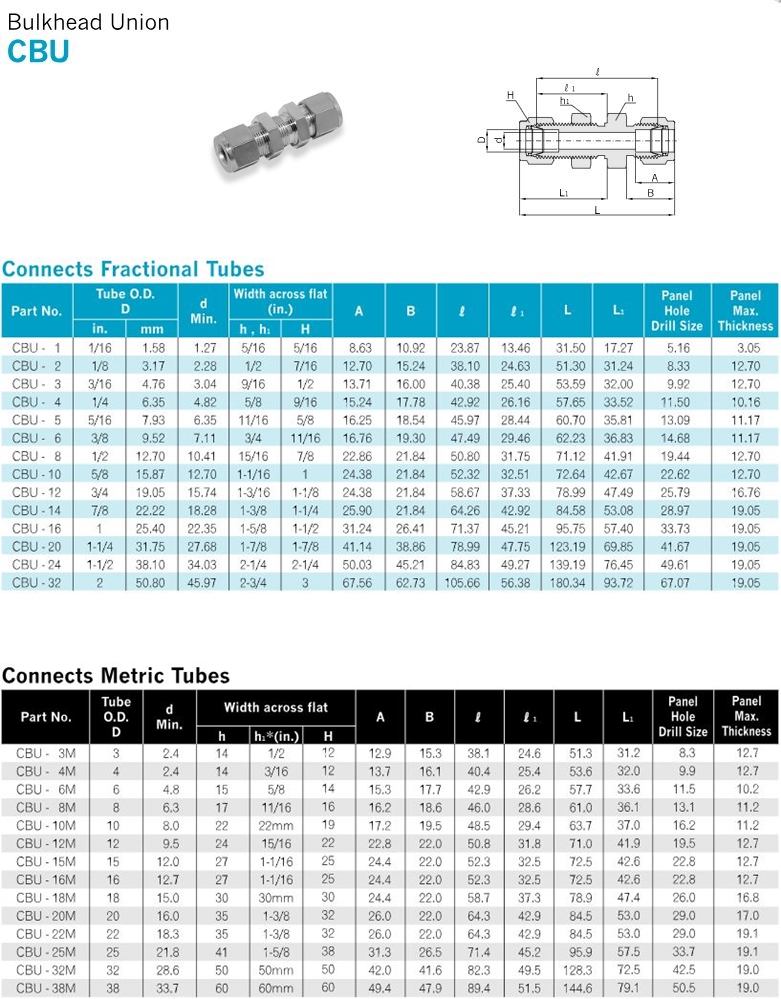 Bulkhead Union
CBU
ℓ
ℓ 1
H h₁ h
D d
A
L₁ B
L
Connects Fractional Tubes
Part No. Tube O.D. D d Min. Width across flat (in.) A B ℓ ℓ 1 L L₁ Panel Hole Drill Size Panel Max. Thickness
in. mm h , h₁ H
CBU - 1 1/16 1.58 1.27 5/16 5/16 8.63 10.92 23.87 13.46 31.50 17.27 5.16 3.05
CBU - 2 1/8 3.17 2.28 1/2 7/16 12.70 15.24 38.10 24.63 51.30 31.24 8.33 12.70
CBU - 3 3/16 4.76 3.04 9/16 1/2 13.71 16.00 40.38 25.40 53.59 32.00 9.92 12.70
CBU - 4 1/4 6.35 4.82 5/8 9/16 15.24 17.78 42.92 26.16 57.65 33.52 11.50 10.16
CBU - 5 5/16 7.93 6.35 11/16 5/8 16.25 18.54 45.97 28.44 60.70 35.81 13.09 11.17
CBU - 6 3/8 9.52 7.11 3/4 11/16 16.76 19.30 47.49 29.46 62.23 36.83 14.68 11.17
CBU - 8 1/2 12.70 10.41 15/16 7/8 22.86 21.84 50.80 31.75 71.12 41.91 19.44 12.70
CBU - 10 5/8 15.87 12.70 1-1/16 1 24.38 21.84 52.32 32.51 72.64 42.67 22.62 12.70
CBU - 12 3/4 19.05 15.74 1-3/16 1-1/8 24.38 21.84 58.67 37.33 78.99 47.49 25.79 16.76
CBU - 14 7/8 22.22 18.28 1-3/8 1-1/4 25.90 21.84 64.26 42.92 84.58 53.08 28.97 19.05
CBU - 16 1 25.40 22.35 1-5/8 1-1/2 31.24 26.41 71.37 45.21 95.75 57.40 33.73 19.05
CBU - 20 1-1/4 31.75 27.68 1-7/8 1-7/8 41.14 38.86 78.99 47.75 123.19 69.85 41.67 19.05
CBU - 24 1-1/2 38.10 34.03 2-1/4 2-1/4 50.03 45.21 84.83 49.27 139.19 76.45 49.61 19.05
CBU - 32 2 50.80 45.97 2-3/4 3 67.56 62.73 105.66 56.38 180.34 93.72 67.07 19.05
Connects Metric Tubes
Part No. Tube O.D. D d Min. Width across flat A B ℓ ℓ 1 L L₁ Panel Hole Drill Size Panel Max. Thickness
h h₁*(in.) H
CBU - 3M 3 2.4 14 1/2 12 12.9 15.3 38.1 24.6 51.3 31.2 8.3 12.7
CBU - 4M 4 2.4 14 3/16 12 13.7 16.1 40.4 25.4 53.6 32.0 9.9 12.7
CBU - 6M 6 4.8 15 5/8 14 15.3 17.7 42.9 26.2 57.7 33.6 11.5 10.2
CBU - 8M 8 6.3 17 11/16 16 16.2 18.6 46.0 28.6 61.0 36.1 13.1 11.2
CBU - 10M 10 8.0 22 22mm 19 17.2 19.5 48.5 29.4 63.7 37.0 16.2 11.2
CBU - 12M 12 9.5 24 15/16 22 22.8 22.0 50.8 31.8 71.0 41.9 19.5 12.7
CBU - 15M 15 12.0 27 1-1/16 25 24.4 22.0 52.3 32.5 72.5 42.6 22.8 12.7
CBU - 16M 16 12.7 27 1-1/16 25 24.4 22.0 52.3 32.5 72.5 42.6 22.8 12.7
CBU - 18M 18 15.0 30 30mm 30 24.4 22.0 58.7 37.3 78.9 47.4 26.0 16.8
CBU - 20M 20 16.0 35 1-3/8 32 26.0 22.0 64.3 42.9 84.5 53.0 29.0 17.0
CBU - 22M 22 18.3 35 1-3/8 32 26.0 22.0 64.3 42.9 84.5 53.0 29.0 19.1
CBU - 25M 25 21.8 41 1-5/8 38 31.3 26.5 71.4 45.2 95.9 57.5 33.7 19.1
CBU - 32M 32 28.6 50 50mm 50 42.0 41.6 82.3 49.5 128.3 72.5 42.5 19.0
CBU - 38M 38 33.7 60 60mm 60 49.4 47.9 89.4 51.5 144.6 79.1 50.5 19.0